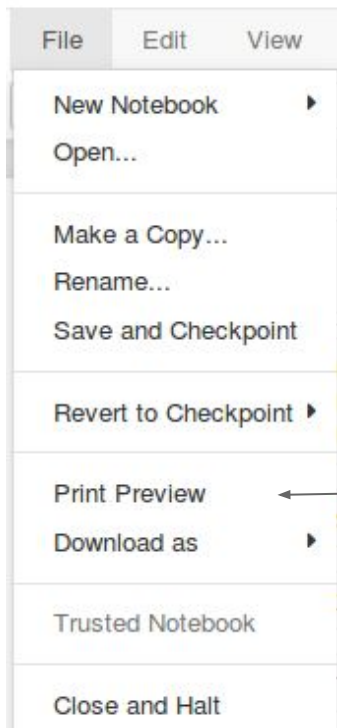 File Edit View
New Notebook
Open...
Make a Copy...
Rename...
Save and Checkpoint
Revert to Checkpoint
Print Preview
Download as
Trusted Notebook
Close and Halt